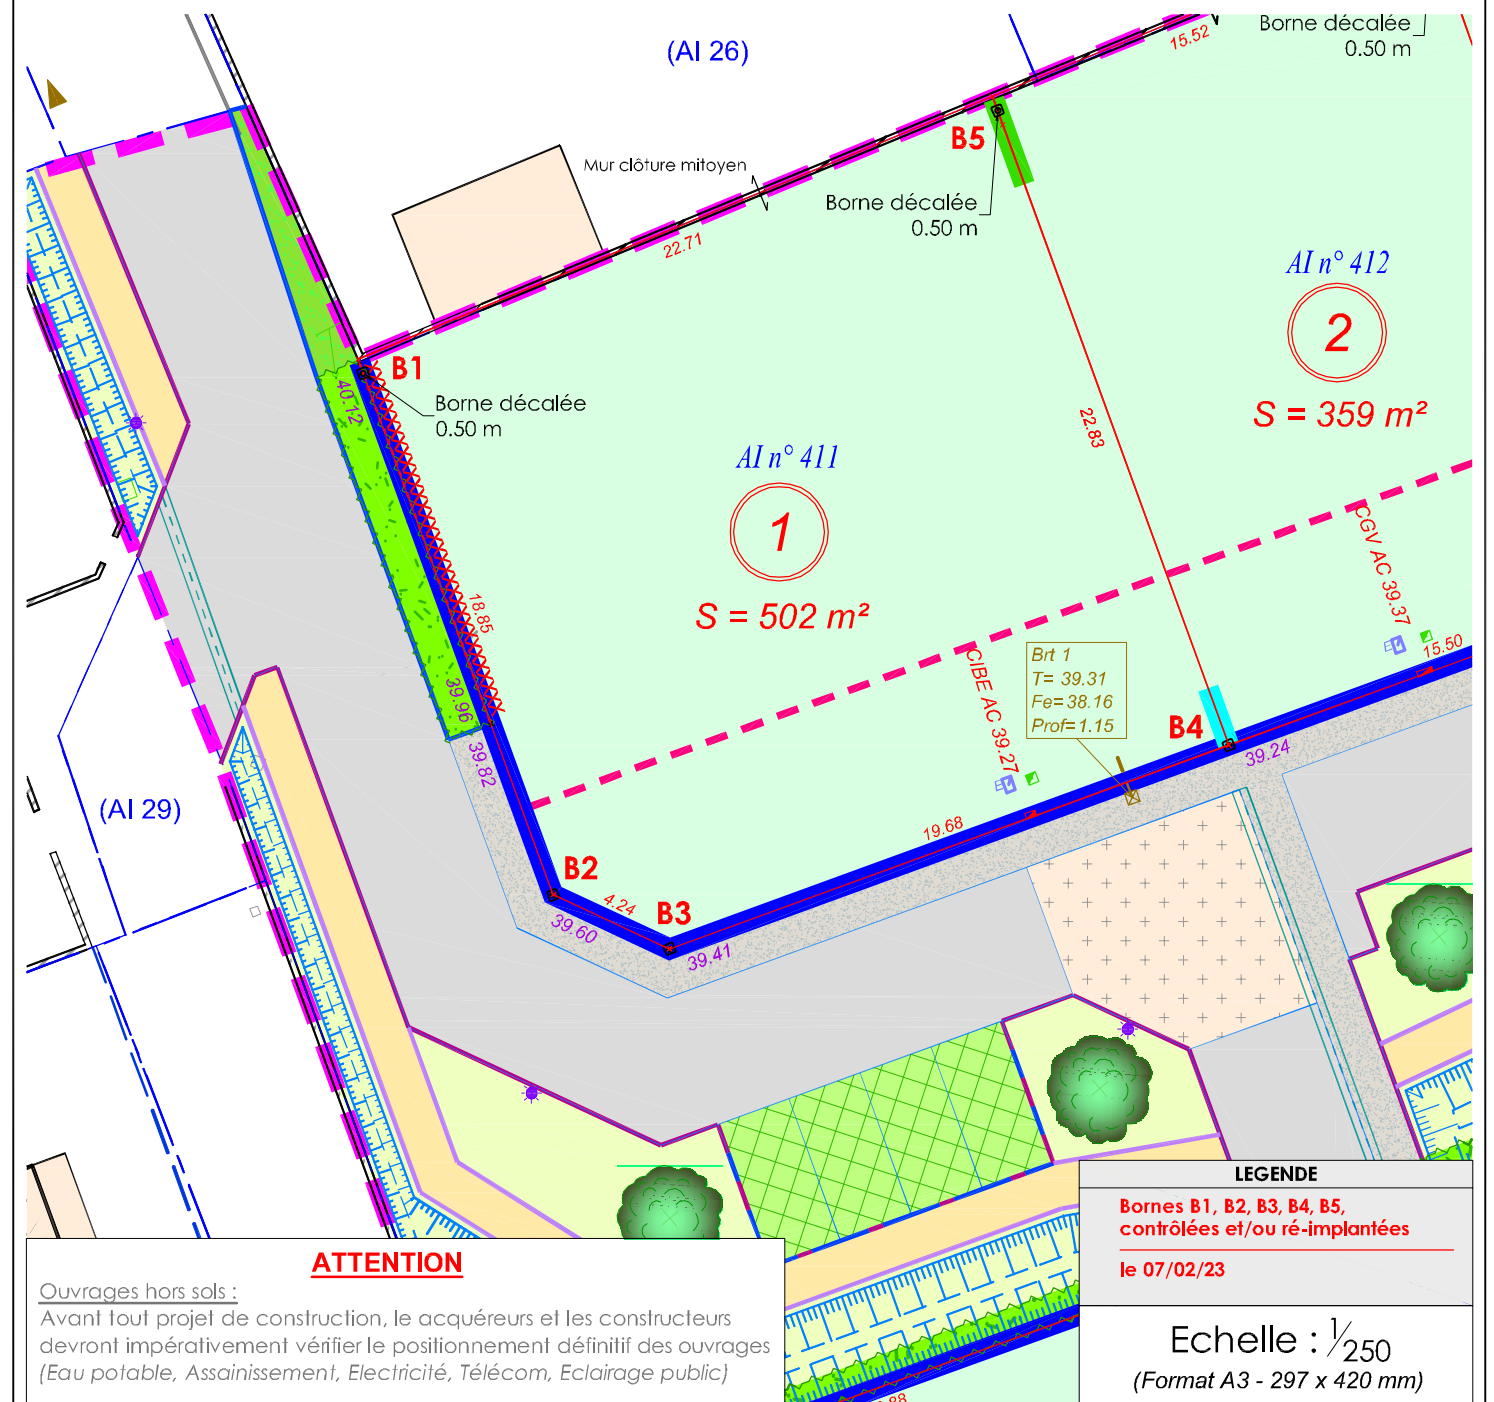 (AI 26)
15.52
Borne décalée
0.50 m
B5
Mur clôture mitoyen
Borne décalée
0.50 m
22.71
AI n° 412
2
S = 359 m²
B1
40.12
Borne décalée
0.50 m
22.83
AI n° 411
1
S = 502 m²
18.85
CGV AC 39.37
15.50
CIBE AC 39.27
Brt 1
T= 39.31
Fe= 38.16
Prof=1.15
39.96
39.82
B4
39.24
(AI 29)
19.68
B2
4.24
B3
39.60
39.41
LEGENDE
Bornes B1, B2, B3, B4, B5,
contrôlées et/ou ré-implantées
le 07/02/23
ATTENTION
Ouvrages hors sols :
Avant tout projet de construction, le acquéreurs et les constructeurs
devront impérativement vérifier le positionnement définitif des ouvrages
(Eau potable, Assainissement, Electricité, Télécom, Eclairage public)
Echelle : 1/250
(Format A3 - 297 x 420 mm)